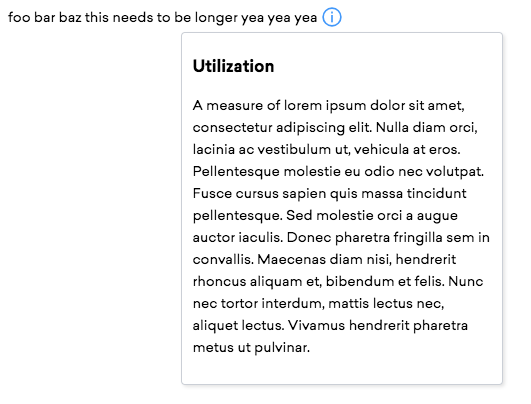 foo bar baz this needs to be longer yea yea yea
Utilization
A measure of lorem ipsum dolor sit amet,
consectetur adipiscing elit. Nulla diam orci,
lacinia ac vestibulum ut, vehicula at eros.
Pellentesque molestie eu odio nec volutpat.
Fusce cursus sapien quis massa tincidunt
pellentesque. Sed molestie orci a augue
auctor iaculis. Donec pharetra fringilla sem in
convallis. Maecenas diam nisi, hendrerit
rhoncus aliquam et, bibendum et felis. Nunc
nec tortor interdum, mattis lectus nec,
aliquet lectus. Vivamus hendrerit pharetra
metus ut pulvinar.